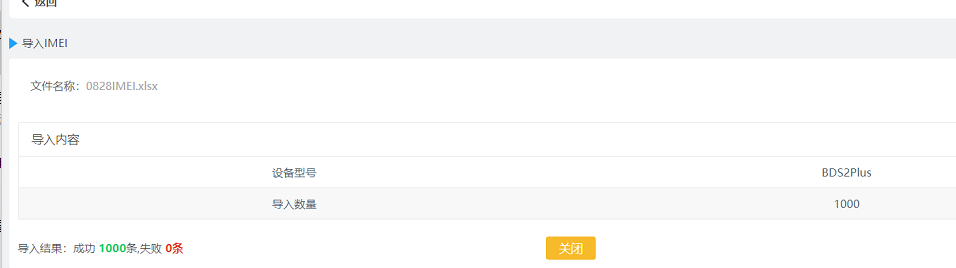 返回
导入IMEI
文件名称：0828IMEI.xlsx
导入内容
设备型号 BDS2Plus
导入数量 1000
导入结果：成功 1000条,失败 0条
关闭